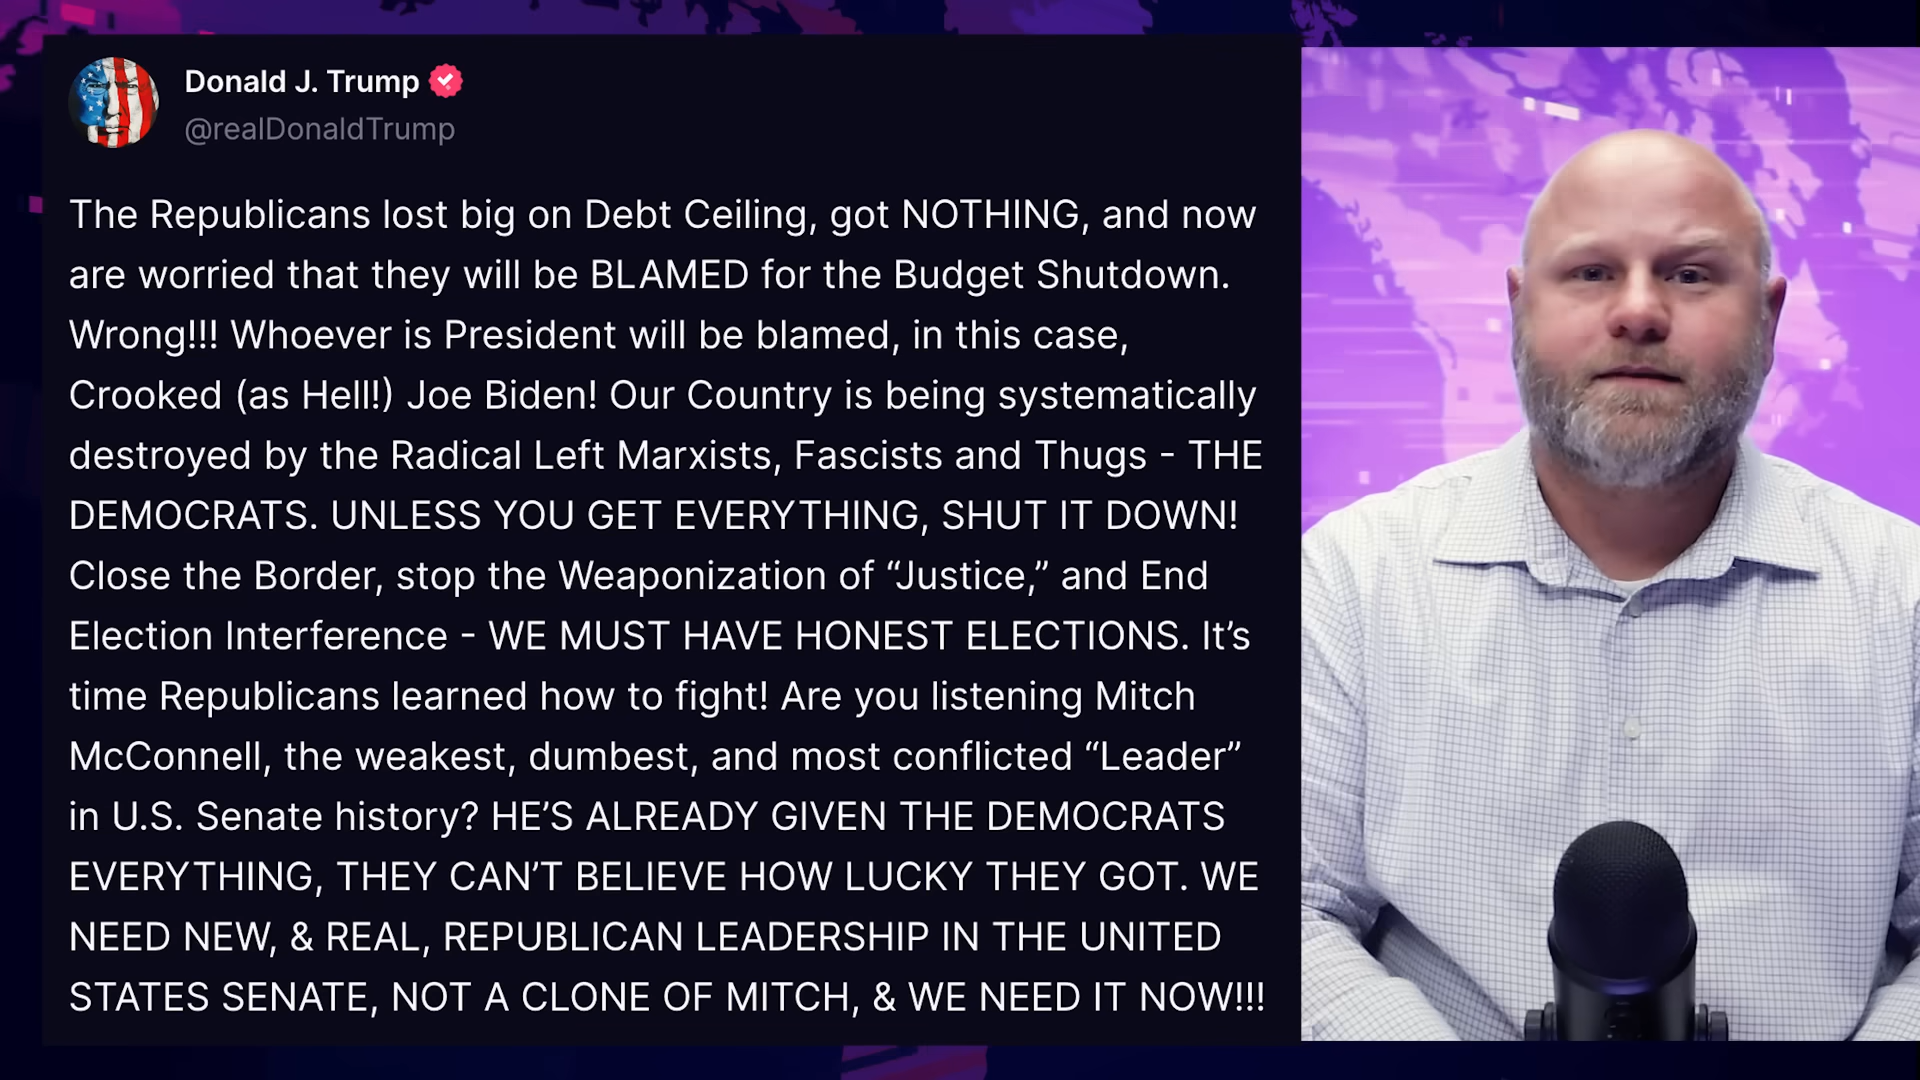 Donald J. Trump
@realDonaldTrump
The Republicans lost big on Debt Ceiling, got NOTHING, and now
are worried that they will be BLAMED for the Budget Shutdown.
Wrong!!! Whoever is President will be blamed, in this case,
Crooked (as Hell!) Joe Biden! Our Country is being systematically
destroyed by the Radical Left Marxists, Fascists and Thugs - THE
DEMOCRATS. UNLESS YOU GET EVERYTHING, SHUT IT DOWN!
Close the Border, stop the Weaponization of “Justice,” and End
Election Interference - WE MUST HAVE HONEST ELECTIONS. It’s
time Republicans learned how to fight! Are you listening Mitch
McConnell, the weakest, dumbest, and most conflicted “Leader”
in U.S. Senate history? HE’S ALREADY GIVEN THE DEMOCRATS
EVERYTHING, THEY CAN’T BELIEVE HOW LUCKY THEY GOT. WE
NEED NEW, & REAL, REPUBLICAN LEADERSHIP IN THE UNITED
STATES SENATE, NOT A CLONE OF MITCH, & WE NEED IT NOW!!!